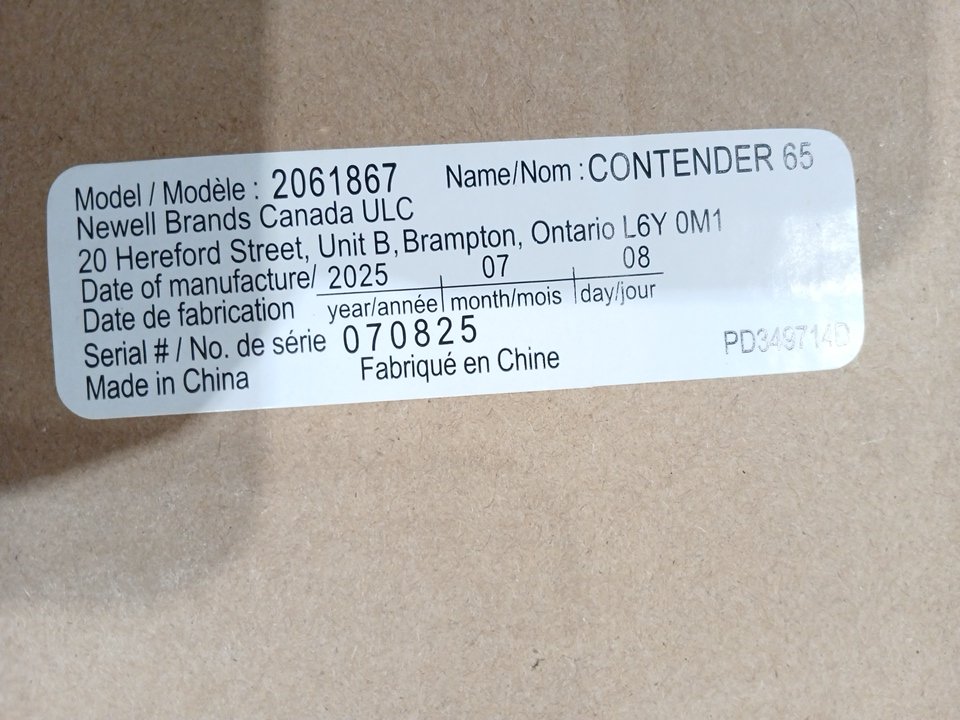 Model / Modèle : 2061867 Name/Nom : CONTENDER 65
Newell Brands Canada ULC
20 Hereford Street, Unit B, Brampton, Ontario L6Y 0M1
Date of manufacture/ 2025 07 08
Date de fabrication year/année month/mois day/jour
Serial # / No. de série 070825 PD349714D
Made in China Fabriqué en Chine